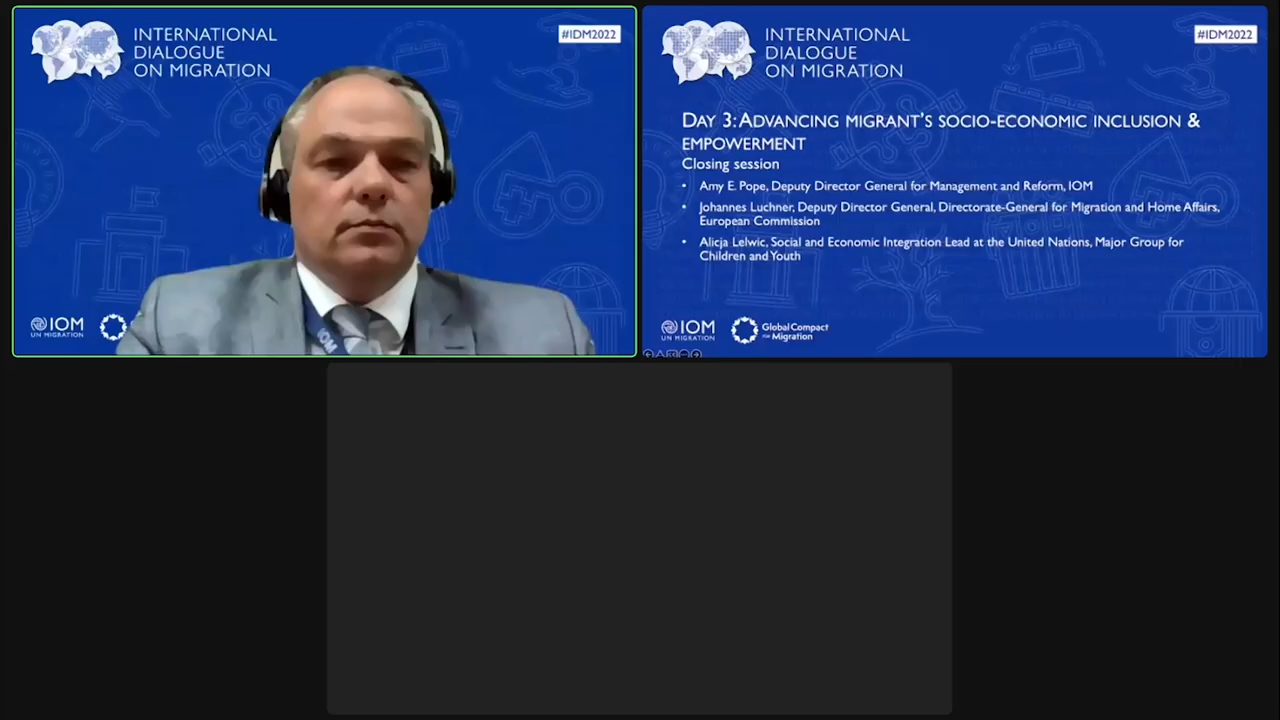 INTERNATIONAL
DIALOGUE
ON MIGRATION
#IDM2022
IOM
IOM
UN MIGRATION
INTERNATIONAL
DIALOGUE
ON MIGRATION
#IDM2022
DAY 3: ADVANCING MIGRANT'S SOCIO-ECONOMIC INCLUSION &
EMPOWERMENT
Closing session
• Amy E. Pope, Deputy Director General for Management and Reform, IOM
• Johannes Luchner, Deputy Director General, Directorate-General for Migration and Home Affairs,
European Commission
• Alicja Lelwic, Social and Economic Integration Lead at the United Nations, Major Group for
Children and Youth
IOM
UN MIGRATION
Global Compact
FOR Migration